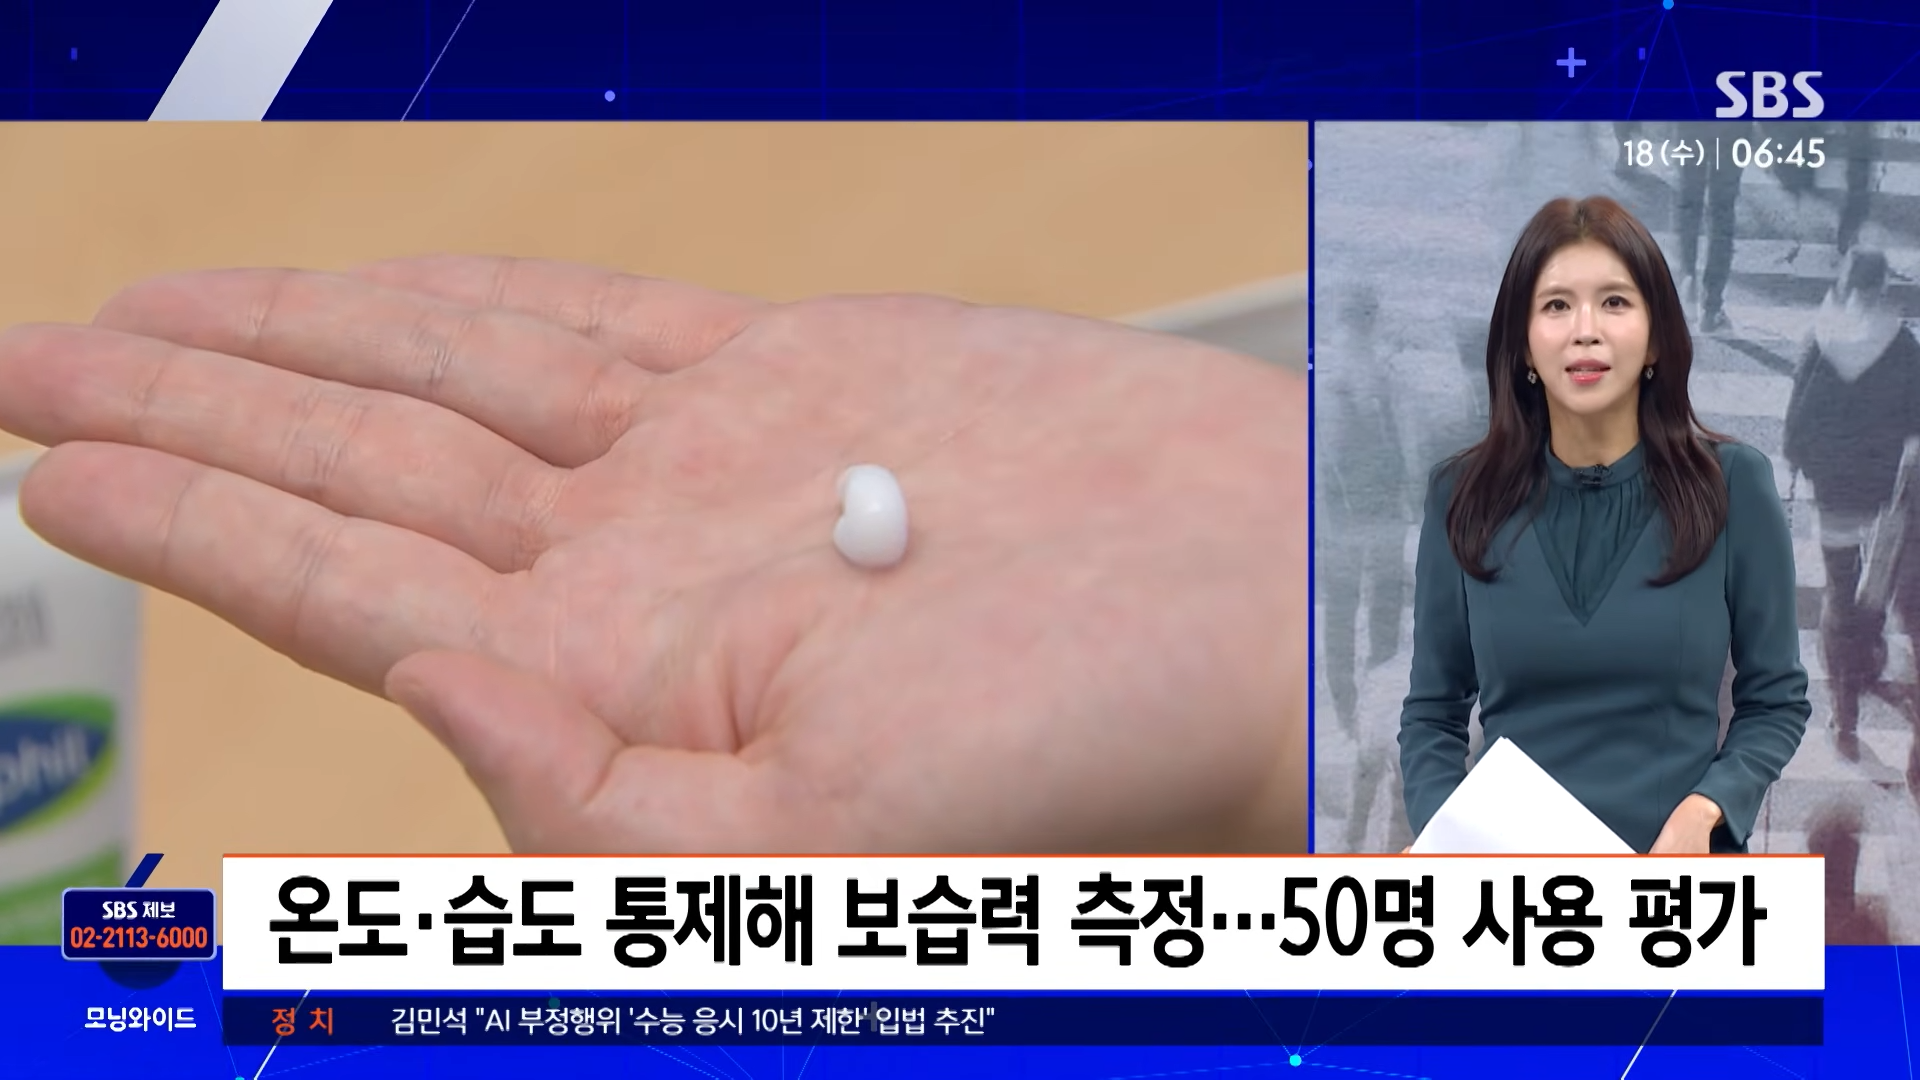 SBS
18(수) | 06:45
phil
온도·습도 통제해 보습력 측정…50명 사용 평가
SBS 제보
02-2113-6000
모닝와이드
정치 김민석 "AI 부정행위 '수능 응시 10년 제한' 입법 추진"